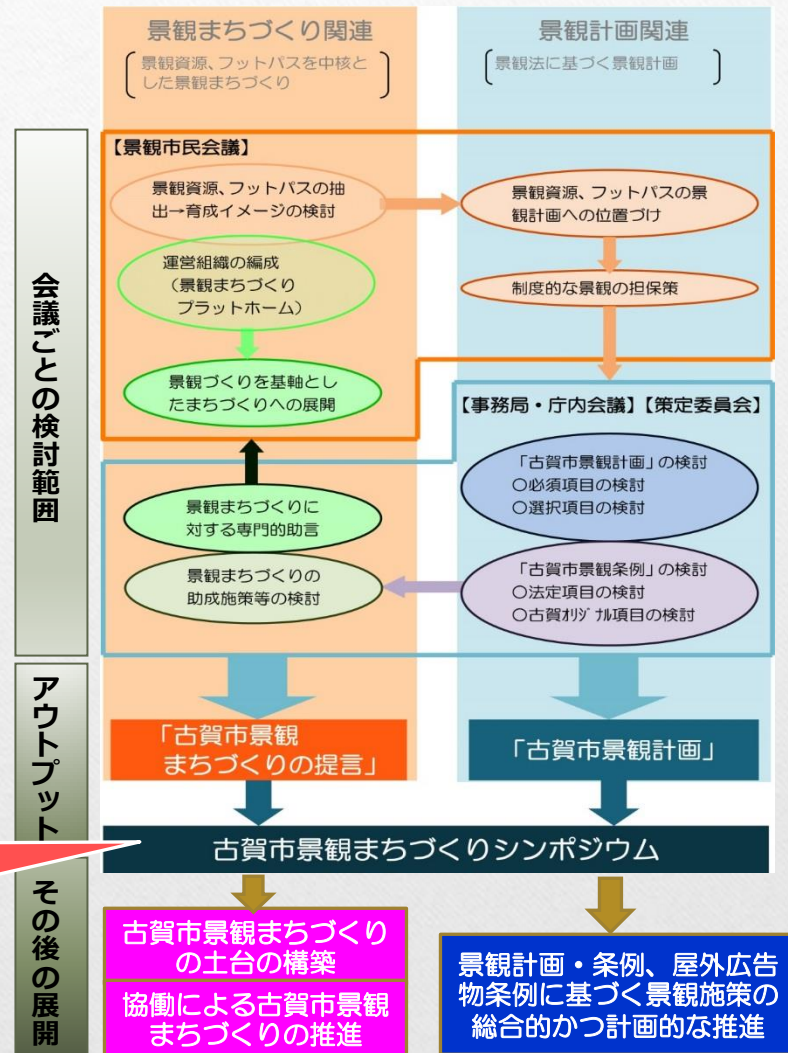 景観まちづくり関連
景観資源、フットパスを中核と
した景観まちづくり
景観計画関連
景観法に基づく景観計画
会議ごとの検討範囲
【景観市民会議】
景観資源、フットパスの抽
出→育成イメージの検討
景観資源、フットパスの景
観計画への位置づけ
運営組織の編成
（景観まちづくり
プラットホーム）
制度的な景観の担保策
景観づくりを基軸とし
たまちづくりへの展開
【事務局・庁内会議】【策定委員会】
「古賀市景観計画」の検討
○必須項目の検討
○選択項目の検討
景観まちづくりに
対する専門的助言
景観まちづくりの
助成施策等の検討
「古賀市景観条例」の検討
○法定項目の検討
○古賀ｵﾘｼﾞﾅﾙ項目の検討
アウトプット
「古賀市景観
まちづくりの提言」
「古賀市景観計画」
古賀市景観まちづくりシンポジウム
その後の展開
古賀市景観まちづくり
の土台の構築
協働による古賀市景観
まちづくりの推進
景観計画・条例、屋外広告
物条例に基づく景観施策の
総合的かつ計画的な推進